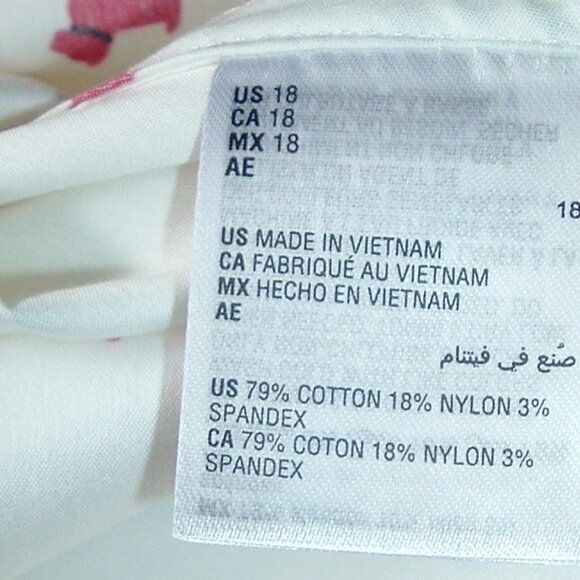 US 18
CA 18
MX 18
AE
18
US MADE IN VIETNAM
CA FABRIQUÉ AU VIETNAM
MX HECHO EN VIETNAM
AE
صُنع في فيتنام
US 79% COTTON 18% NYLON 3%
SPANDEX
CA 79% COTON 18% NYLON 3%
SPANDEX